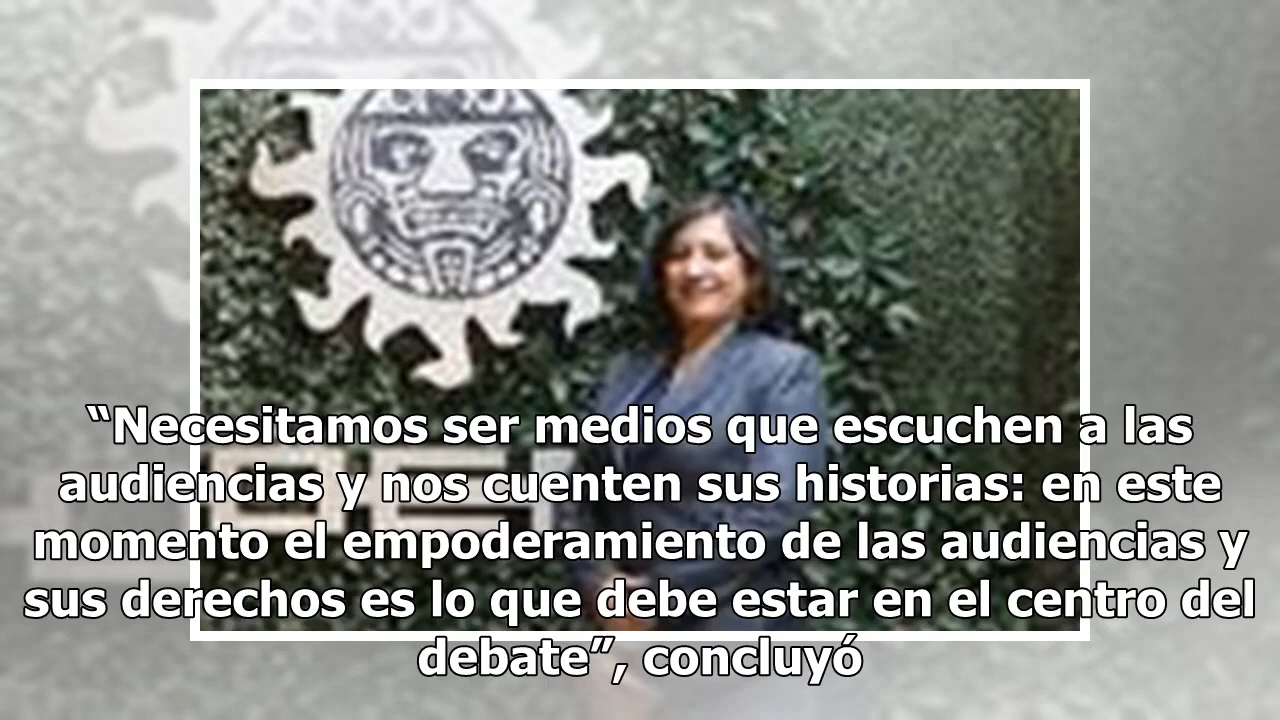 “Necesitamos ser medios que escuchen a las
audiencias y nos cuenten sus historias: en este
momento el empoderamiento de las audiencias y
sus derechos es lo que debe estar en el centro del
debate”, concluyó